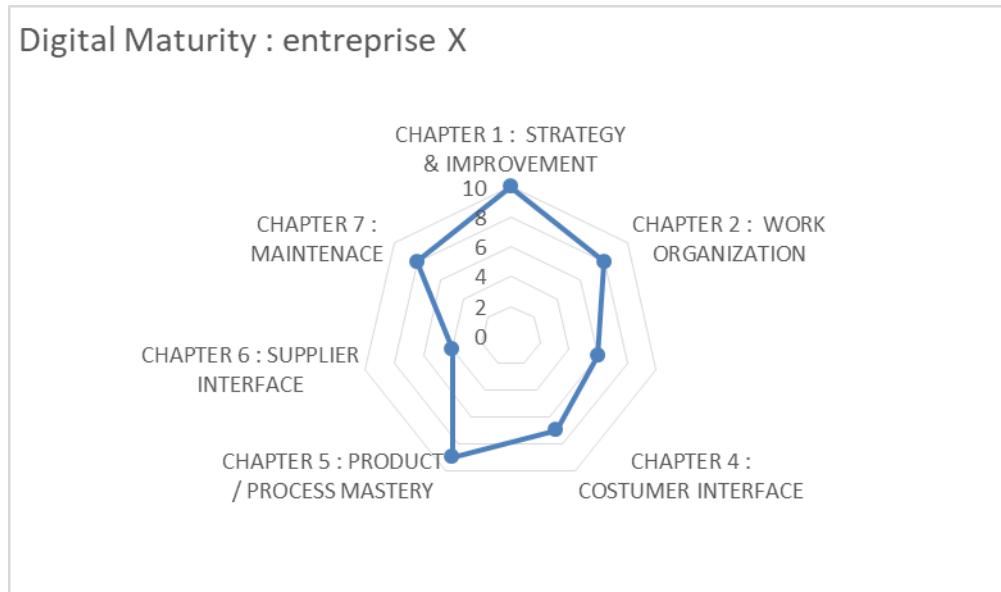 Digital Maturity : entreprise X
CHAPTER 1 :  STRATEGY
& IMPROVEMENT
10
8
6
4
2
0
CHAPTER 2 :  WORK
ORGANIZATION
CHAPTER 4 :
COSTUMER INTERFACE
CHAPTER 5 : PRODUCT
/ PROCESS MASTERY
CHAPTER 6 : SUPPLIER
INTERFACE
CHAPTER 7 :
MAINTENACE